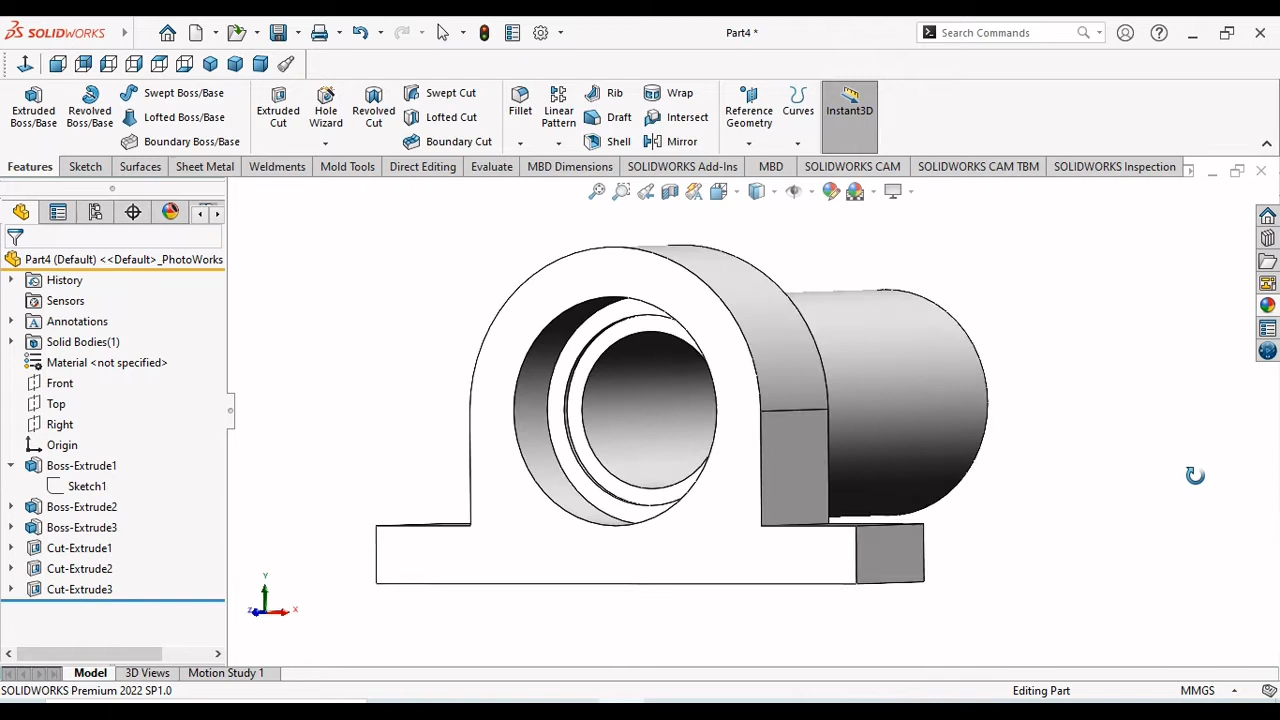 SOLIDWORKS
Part4 *
Search Commands
Extruded Boss/Base
Revolved Boss/Base
Swept Boss/Base
Lofted Boss/Base
Boundary Boss/Base
Extruded Cut
Hole Wizard
Revolved Cut
Swept Cut
Lofted Cut
Boundary Cut
Fillet
Linear Pattern
Rib
Draft
Shell
Wrap
Intersect
Mirror
Reference Geometry
Curves
Instant3D
Features Sketch Surfaces Sheet Metal Weldments Mold Tools Direct Editing Evaluate MBD Dimensions SOLIDWORKS Add-Ins MBD SOLIDWORKS CAM SOLIDWORKS CAM TBM SOLIDWORKS Inspection
Part4 (Default) <<Default>_PhotoWorks
History
Sensors
Annotations
Solid Bodies(1)
Material <not specified>
Front
Top
Right
Origin
Boss-Extrude1
Sketch1
Boss-Extrude2
Boss-Extrude3
Cut-Extrude1
Cut-Extrude2
Cut-Extrude3
Y
Z
X
Model 3D Views Motion Study 1
SOLIDWORKS Premium 2022 SP1.0 Editing Part MMGS